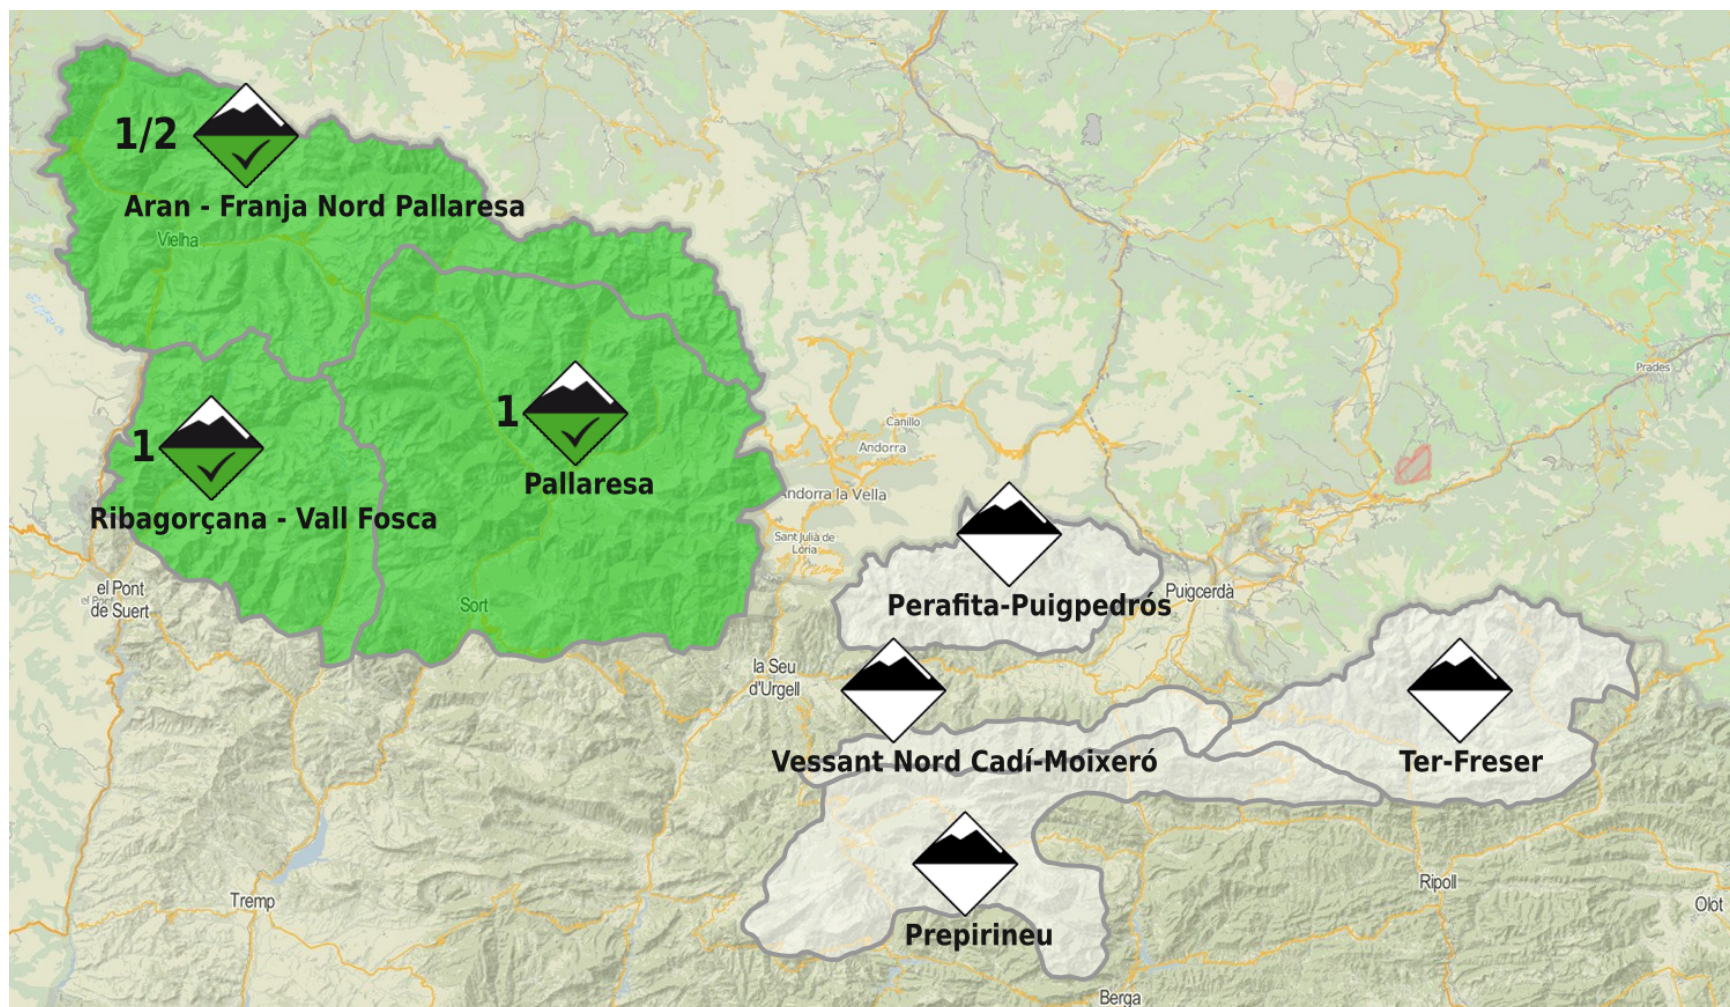 1/2
Aran - Franja Nord Pallaresa
Vielha
1
Pallaresa
1
Ribagorçana - Vall Fosca
Canillo
Andorra
Andorra la Vella
Sant Julià de
Lòria
el Pont
de Suert
Sort
Prades
Perafita-Puigpedrós
Puigcerdà
la Seu
d'Urgell
Vessant Nord Cadí-Moixeró
Ter-Freser
Prepirineu
Tremp
Ripoll
Olot
Berga